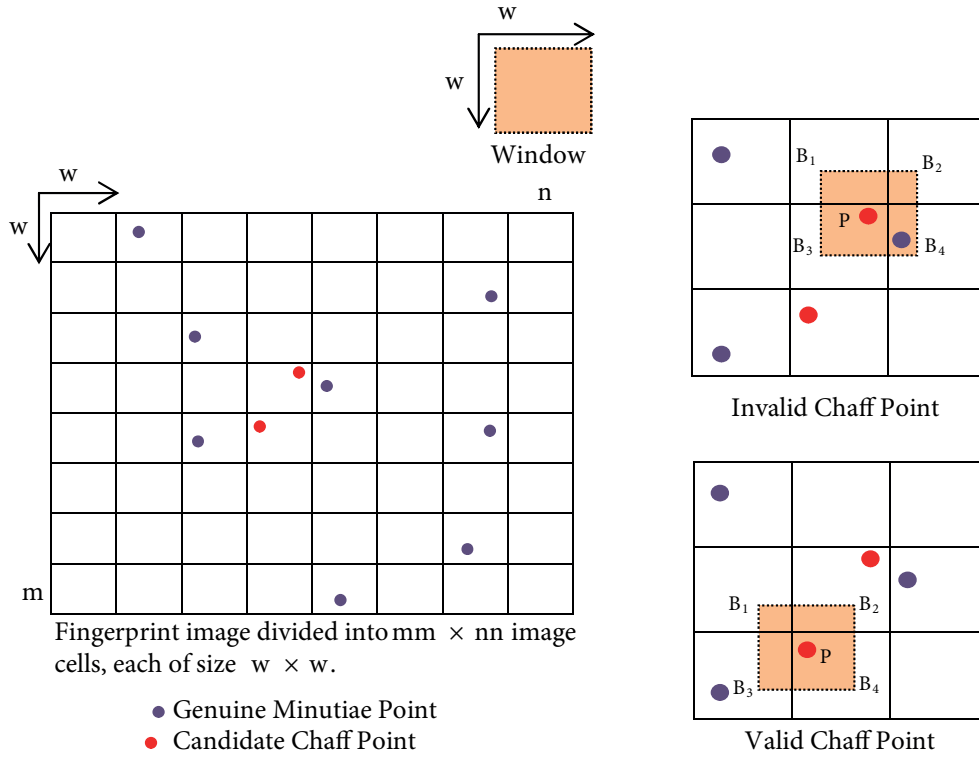 w
w
Window
w
w
n
m
Fingerprint image divided into mm × nn image
cells, each of size w × w.
Genuine Minutiae Point
Candidate Chaff Point
B₁
B₂
P
B₃
B₄
Invalid Chaff Point
B₁
B₂
P
B₃
B₄
Valid Chaff Point